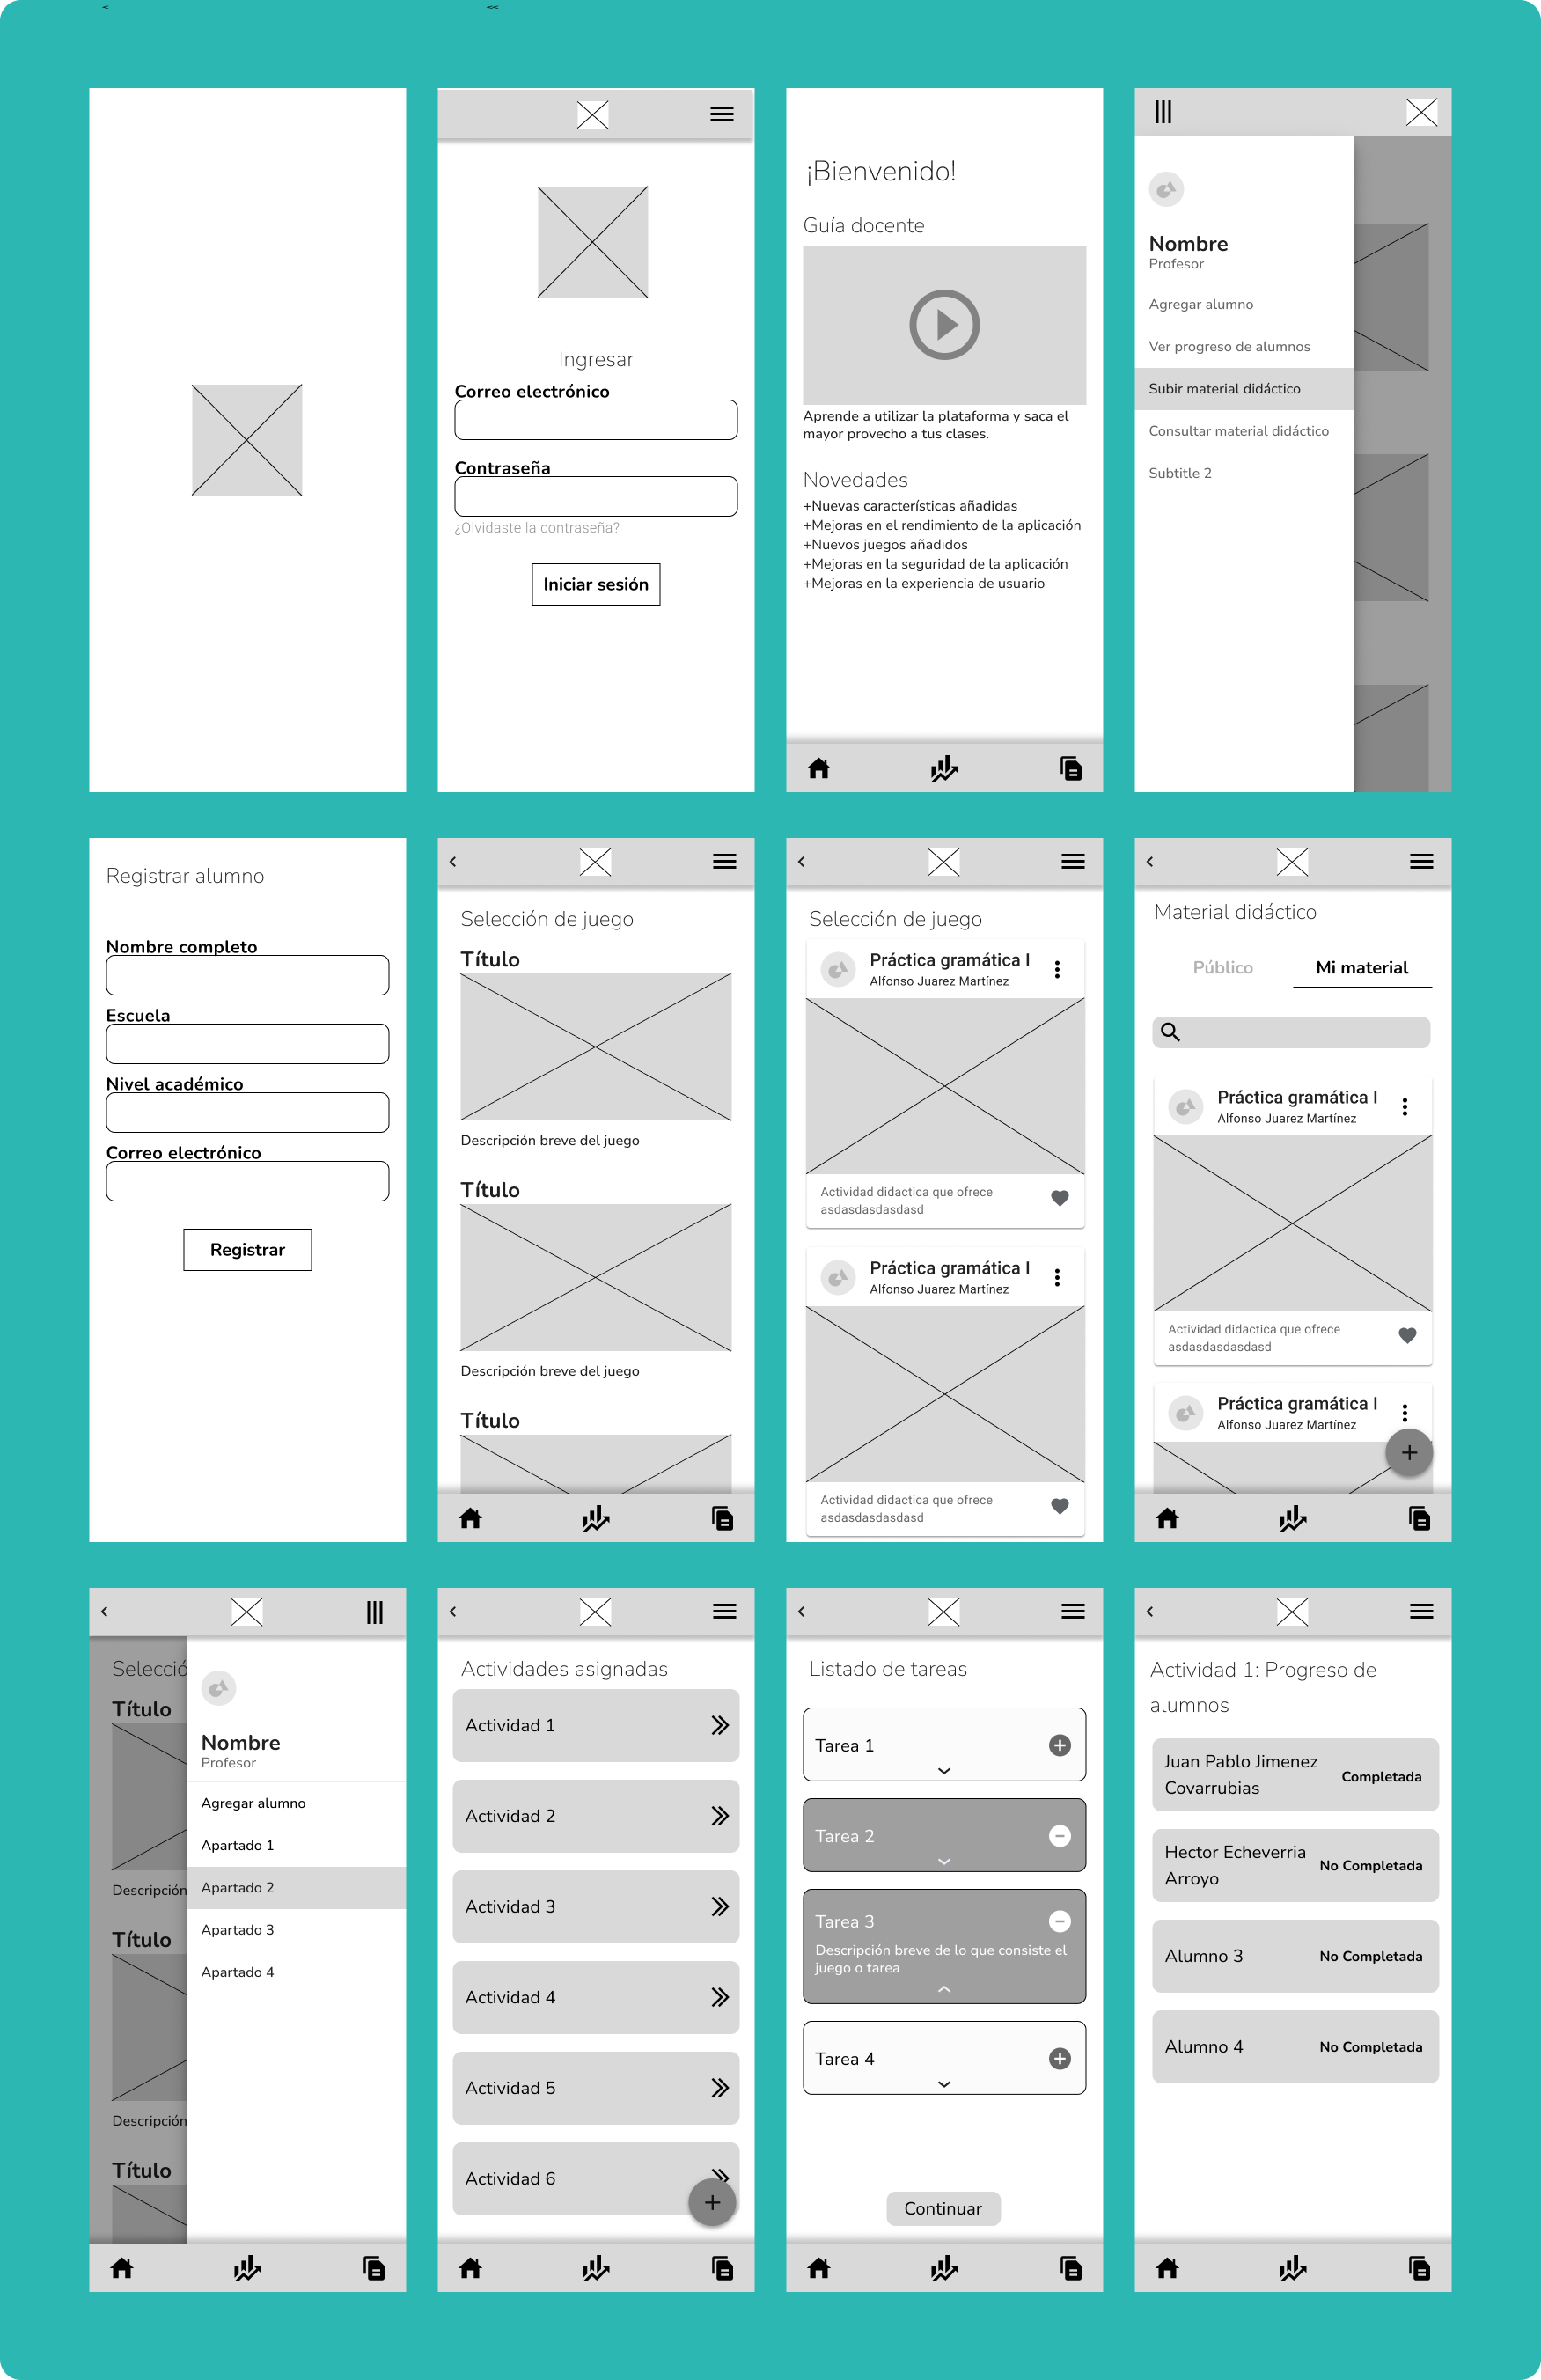 <
<<
Ingresar
Correo electrónico
Contraseña
¿Olvidaste la contraseña?
Iniciar sesión
¡Bienvenido!
Guía docente
Aprende a utilizar la plataforma y saca el
mayor provecho a tus clases.
Novedades
+Nuevas características añadidas
+Mejoras en el rendimiento de la aplicación
+Nuevos juegos añadidos
+Mejoras en la seguridad de la aplicación
+Mejoras en la experiencia de usuario
Nombre
Profesor
Agregar alumno
Ver progreso de alumnos
Subir material didáctico
Consultar material didáctico
Subtitle 2
Registrar alumno
Nombre completo
Escuela
Nivel académico
Correo electrónico
Registrar
<
Selección de juego
Título
Descripción breve del juego
Título
Descripción breve del juego
Título
<
Selección de juego
Práctica gramática I
Alfonso Juarez Martínez
Actividad didactica que ofrece
asdasdasdasdasd
Práctica gramática I
Alfonso Juarez Martínez
Actividad didactica que ofrece
asdasdasdasdasd
<
Material didáctico
Público
Mi material
Práctica gramática I
Alfonso Juarez Martínez
Actividad didactica que ofrece
asdasdasdasdasd
Práctica gramática I
Alfonso Juarez Martínez
<
Selecció
Título
Descripción
Título
Descripción
Título
Nombre
Profesor
Agregar alumno
Apartado 1
Apartado 2
Apartado 3
Apartado 4
<
Actividades asignadas
Actividad 1
Actividad 2
Actividad 3
Actividad 4
Actividad 5
Actividad 6
<
Listado de tareas
Tarea 1
Tarea 2
Tarea 3
Descripción breve de lo que consiste el
juego o tarea
Tarea 4
Continuar
<
Actividad 1: Progreso de
alumnos
Juan Pablo Jimenez
Covarrubias
Completada
Hector Echeverria
Arroyo
No Completada
Alumno 3
No Completada
Alumno 4
No Completada